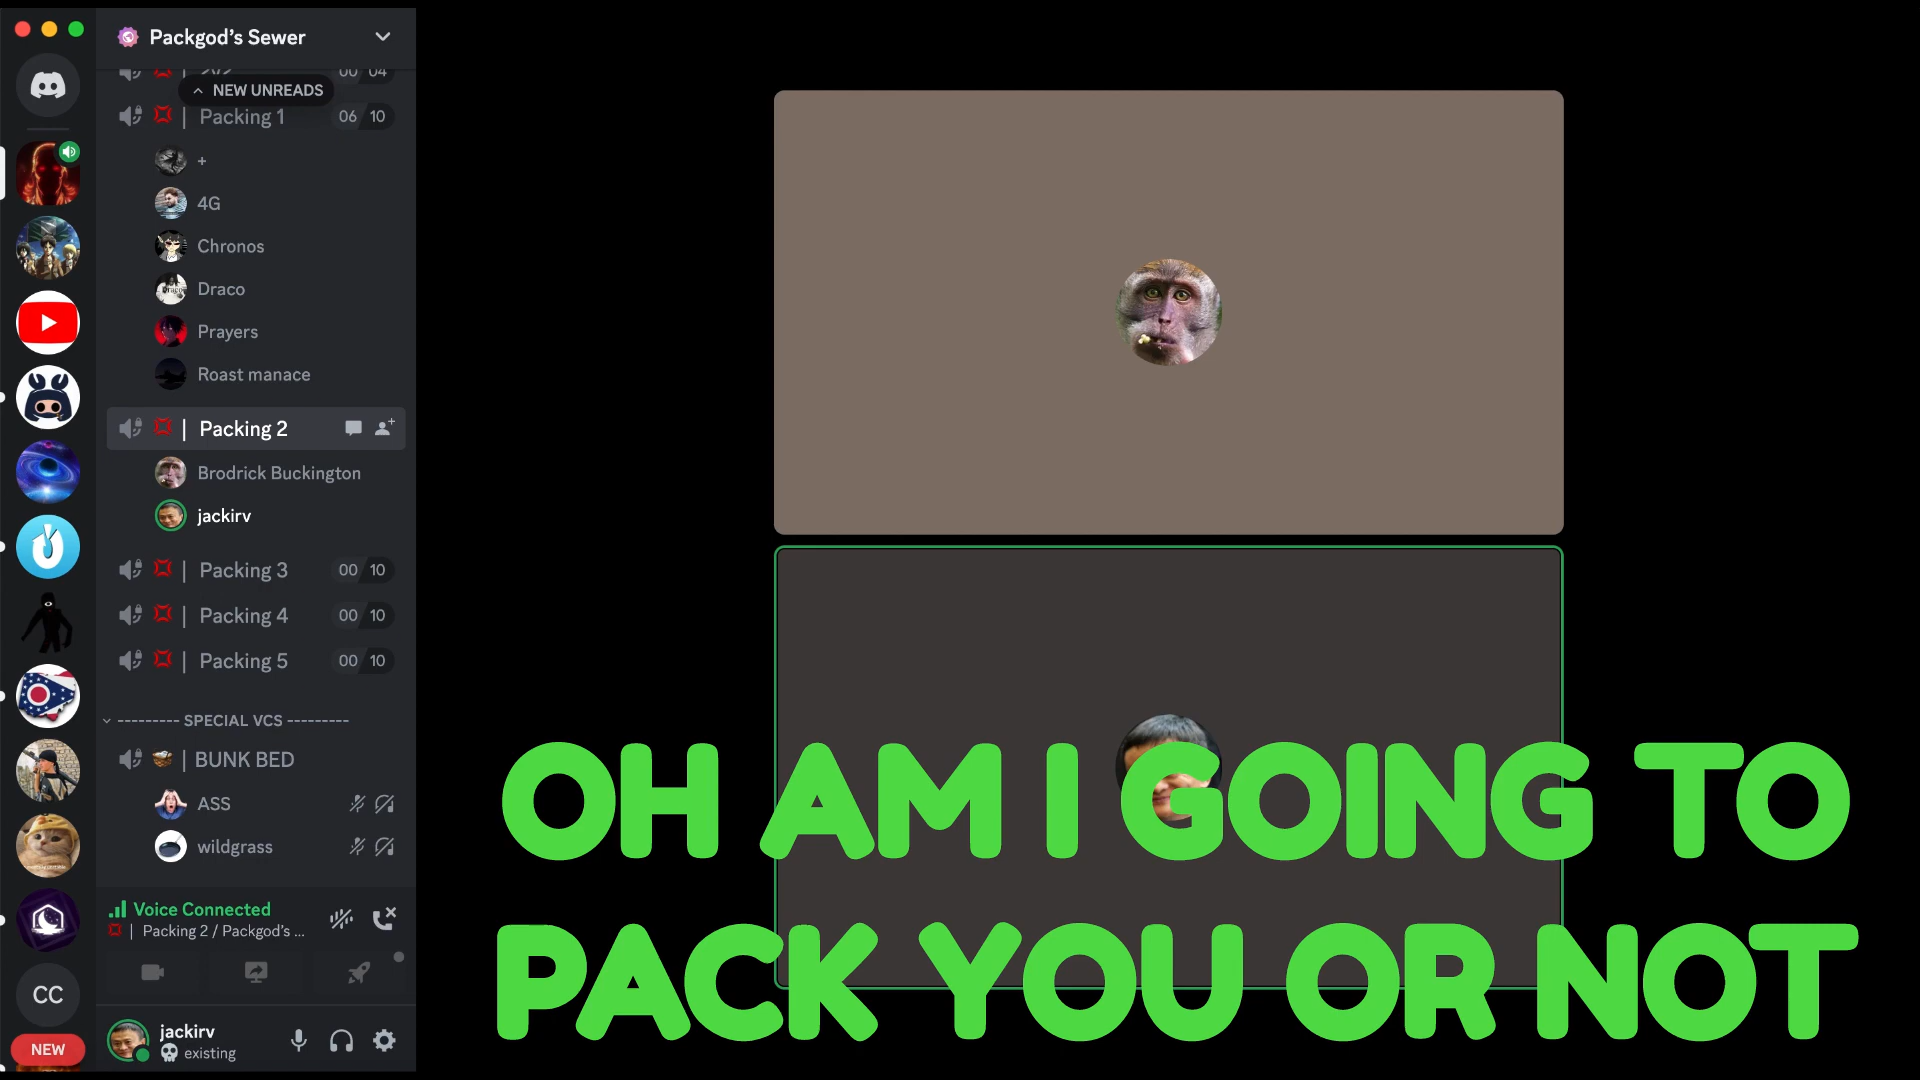 Packgod's Sewer
00 04
NEW UNREADS
| Packing 1 06 10
+
4G
Chronos
Draco
Prayers
Roast manace
| Packing 2
Brodrick Buckington
jackirv
| Packing 3 00 10
| Packing 4 00 10
| Packing 5 00 10
--------- SPECIAL VCS ---------
| BUNK BED
ASS
wildgrass
Voice Connected
| Packing 2 / Packgod's ...
CC
jackirv
existing
NEW
OH AM I GOING TO
PACK YOU OR NOT